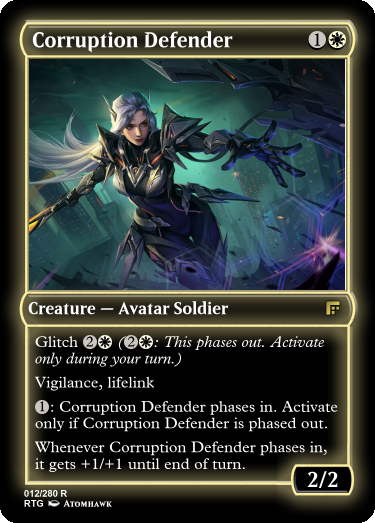 Corruption Defender 1
Creature — Avatar Soldier
Glitch 2 (2: This phases out. Activate
only during your turn.)
Vigilance, lifelink
1: Corruption Defender phases in. Activate
only if Corruption Defender is phased out.
Whenever Corruption Defender phases in,
it gets +1/+1 until end of turn.
2/2
012/280 R
RTG ATOMHAWK